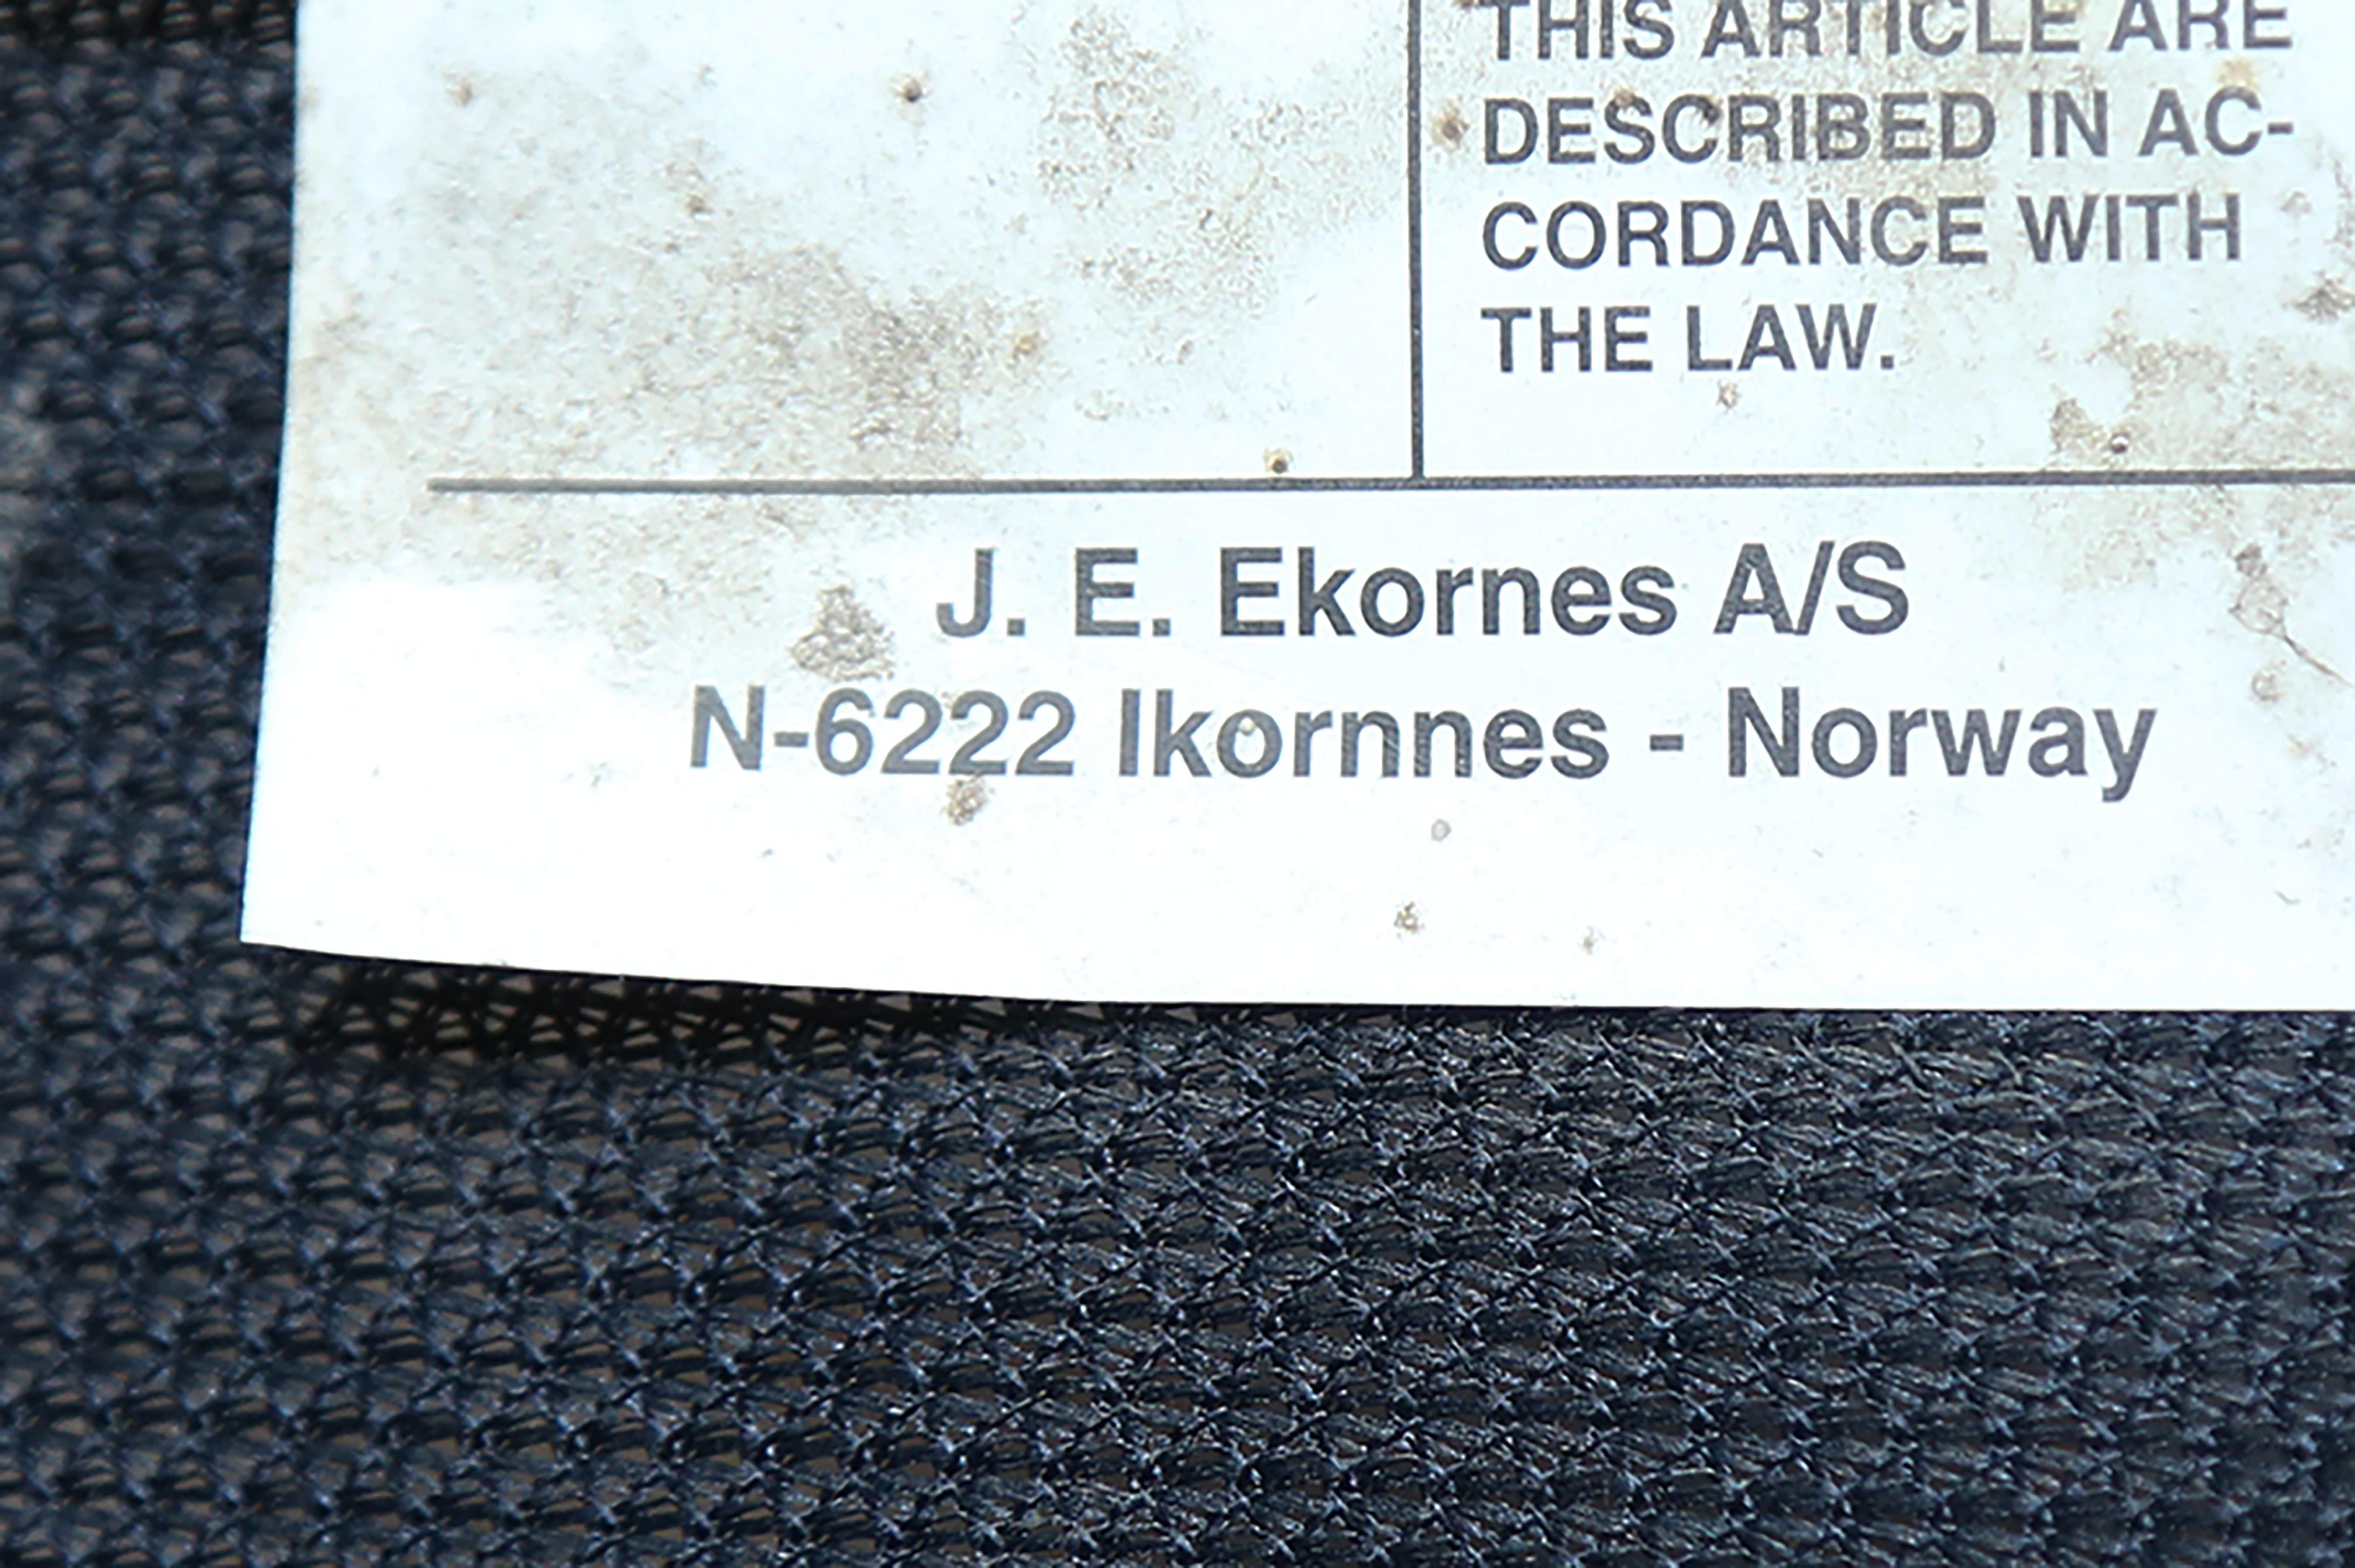 THIS ARTICLE ARE
DESCRIBED IN AC-
CORDANCE WITH
THE LAW.
J. E. Ekornes A/S
N-6222 Ikornnes - Norway